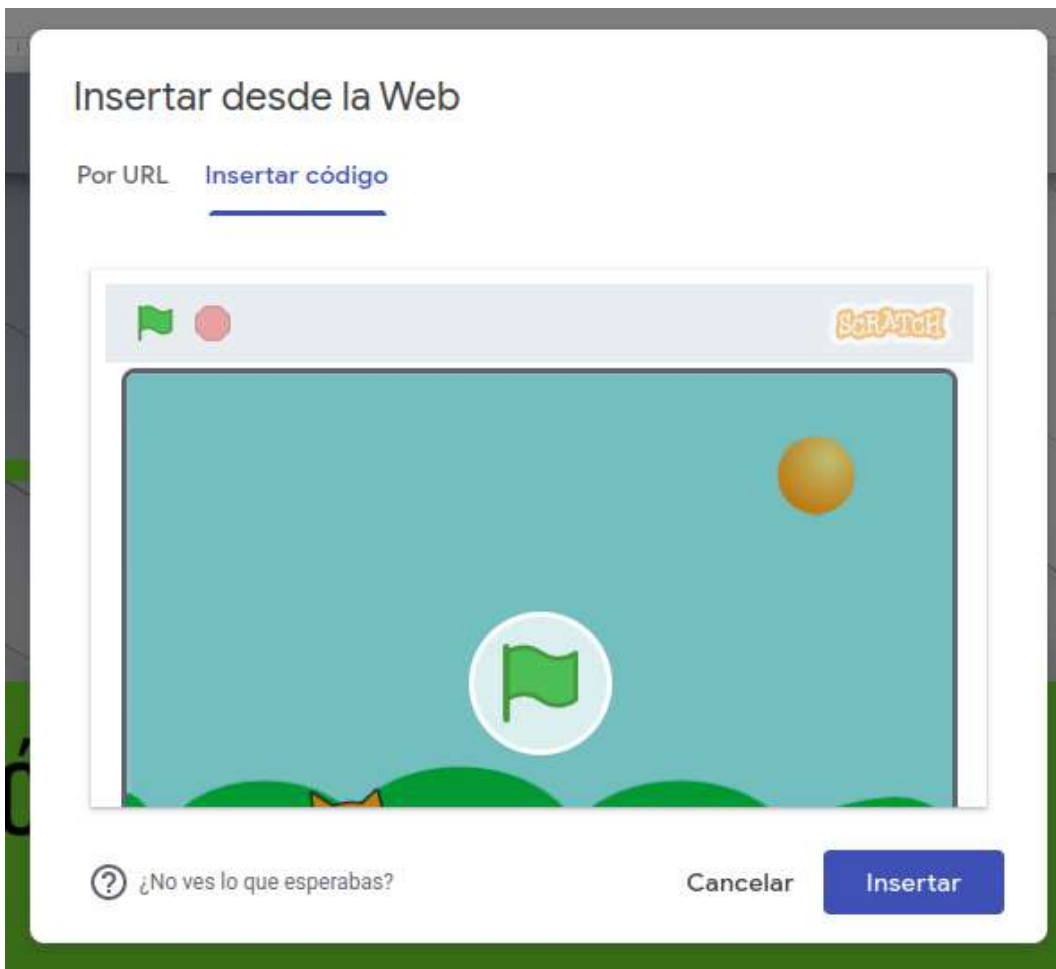 Insertar desde la Web
Por URL Insertar código
SCRATCH
Ó
¿No ves lo que esperabas? Cancelar Insertar